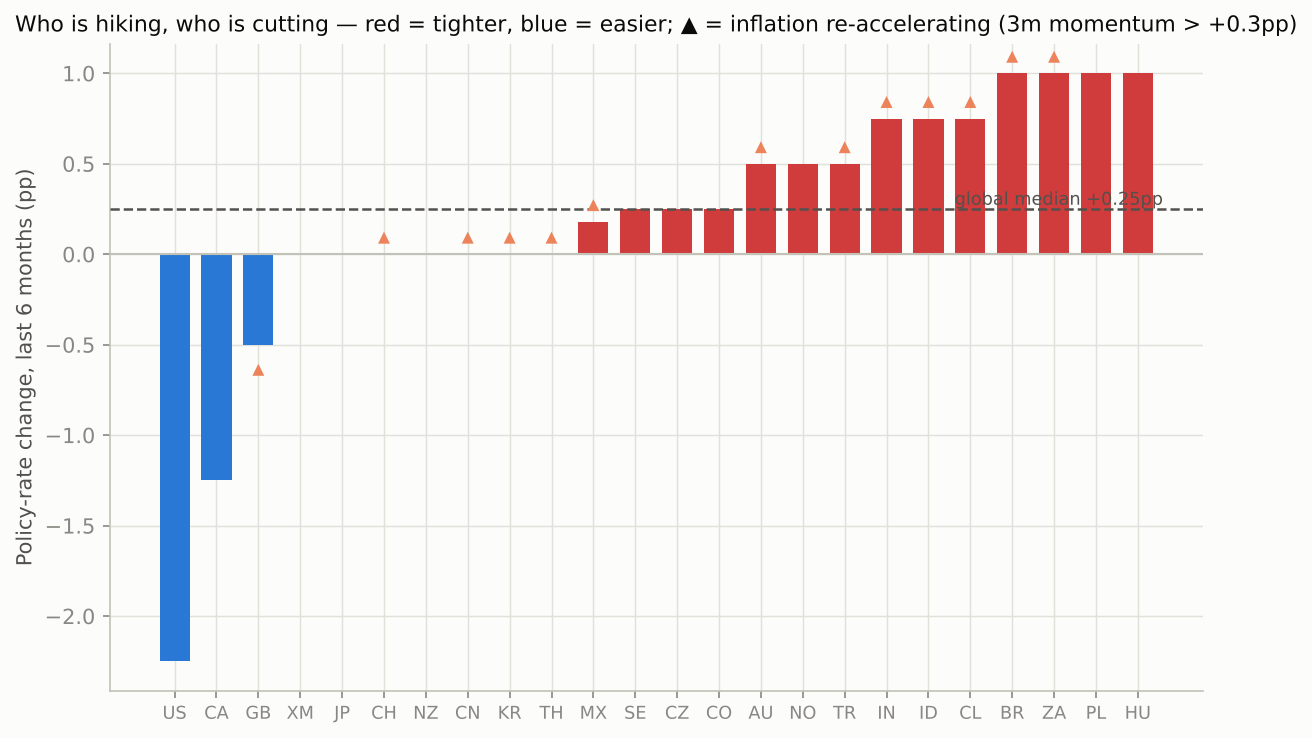 Who is hiking, who is cutting — red = tighter, blue = easier; ▲ = inflation re-accelerating (3m momentum > +0.3pp)
Policy-rate change, last 6 months (pp)
1.0
0.5
0.0
−0.5
−1.0
−1.5
−2.0
global median +0.25pp
US CA GB XM JP CH NZ CN KR TH MX SE CZ CO AU NO TR IN ID CL BR ZA PL HU